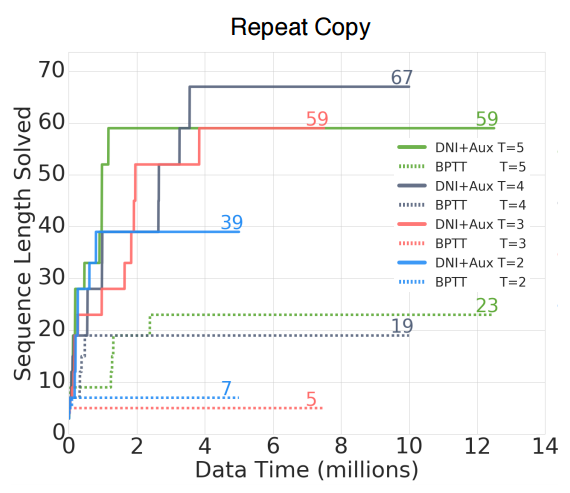 Repeat Copy
Sequence Length Solved
70
60
50
40
30
20
10
0
67
59
59
39
23
19
7
5
DNI+Aux T=5
BPTT T=5
DNI+Aux T=4
BPTT T=4
DNI+Aux T=3
BPTT T=3
DNI+Aux T=2
BPTT T=2
0 2 4 6 8 10 12 14
Data Time (millions)